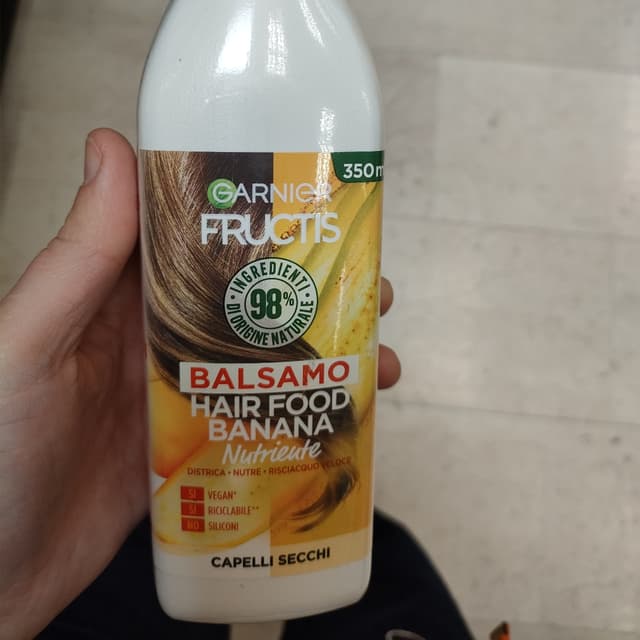 350m
GARNIER
FRUCTIS
INGREDIENTI
98%
DI ORIGINE NATURALE
BALSAMO
HAIR FOOD
BANANA
Nutriente
DISTRICA • NUTRE • RISCIACQUO VELOCE
SI VEGAN*
SI RICICLABILE**
NO SILICONI
CAPELLI SECCHI